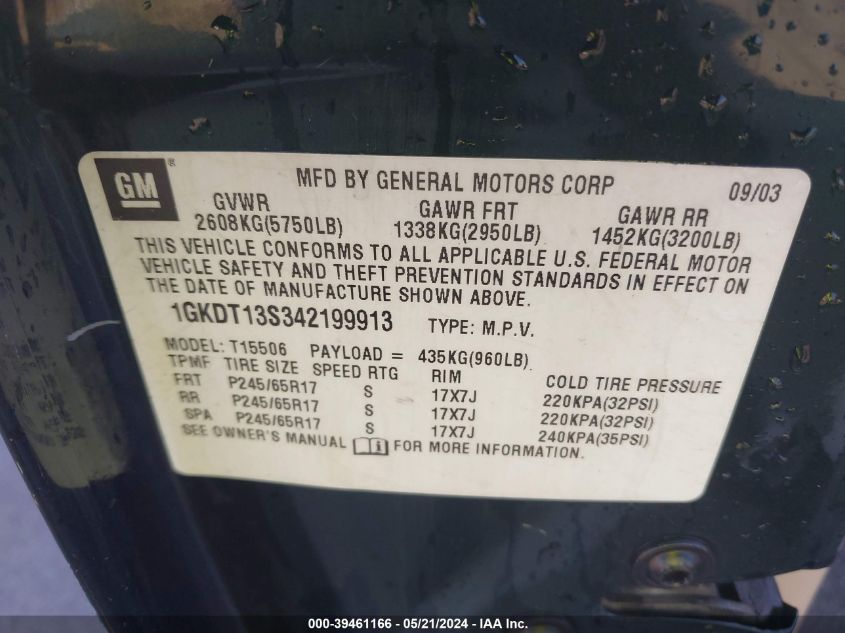 GM ® MFD BY GENERAL MOTORS CORP 09/03
GVWR GAWR FRT GAWR RR
2608KG(5750LB) 1338KG(2950LB) 1452KG(3200LB)
THIS VEHICLE CONFORMS TO ALL APPLICABLE U.S. FEDERAL MOTOR
VEHICLE SAFETY AND THEFT PREVENTION STANDARDS IN EFFECT ON
THE DATE OF MANUFACTURE SHOWN ABOVE.
1GKDT13S342199913 TYPE: M.P.V.
MODEL: T15506 PAYLOAD = 435KG(960LB)
TPMF TIRE SIZE SPEED RTG RIM COLD TIRE PRESSURE
FRT P245/65R17 S 17X7J 220KPA(32PSI)
RR P245/65R17 S 17X7J 220KPA(32PSI)
SPA P245/65R17 S 17X7J 240KPA(35PSI)
SEE OWNER'S MANUAL FOR MORE INFORMATION.
000-39461166 - 05/21/2024 - IAA Inc.